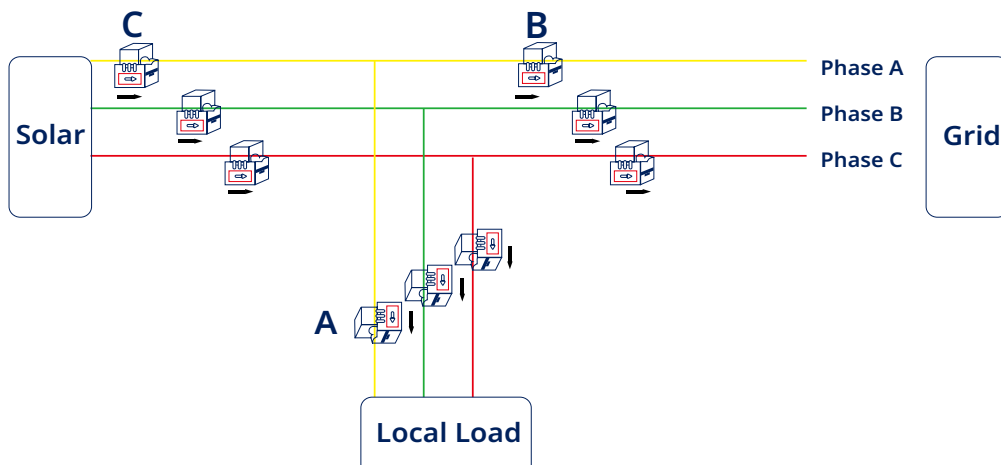 C
B
Phase A
Phase B
Phase C
Solar
Grid
A
Local Load